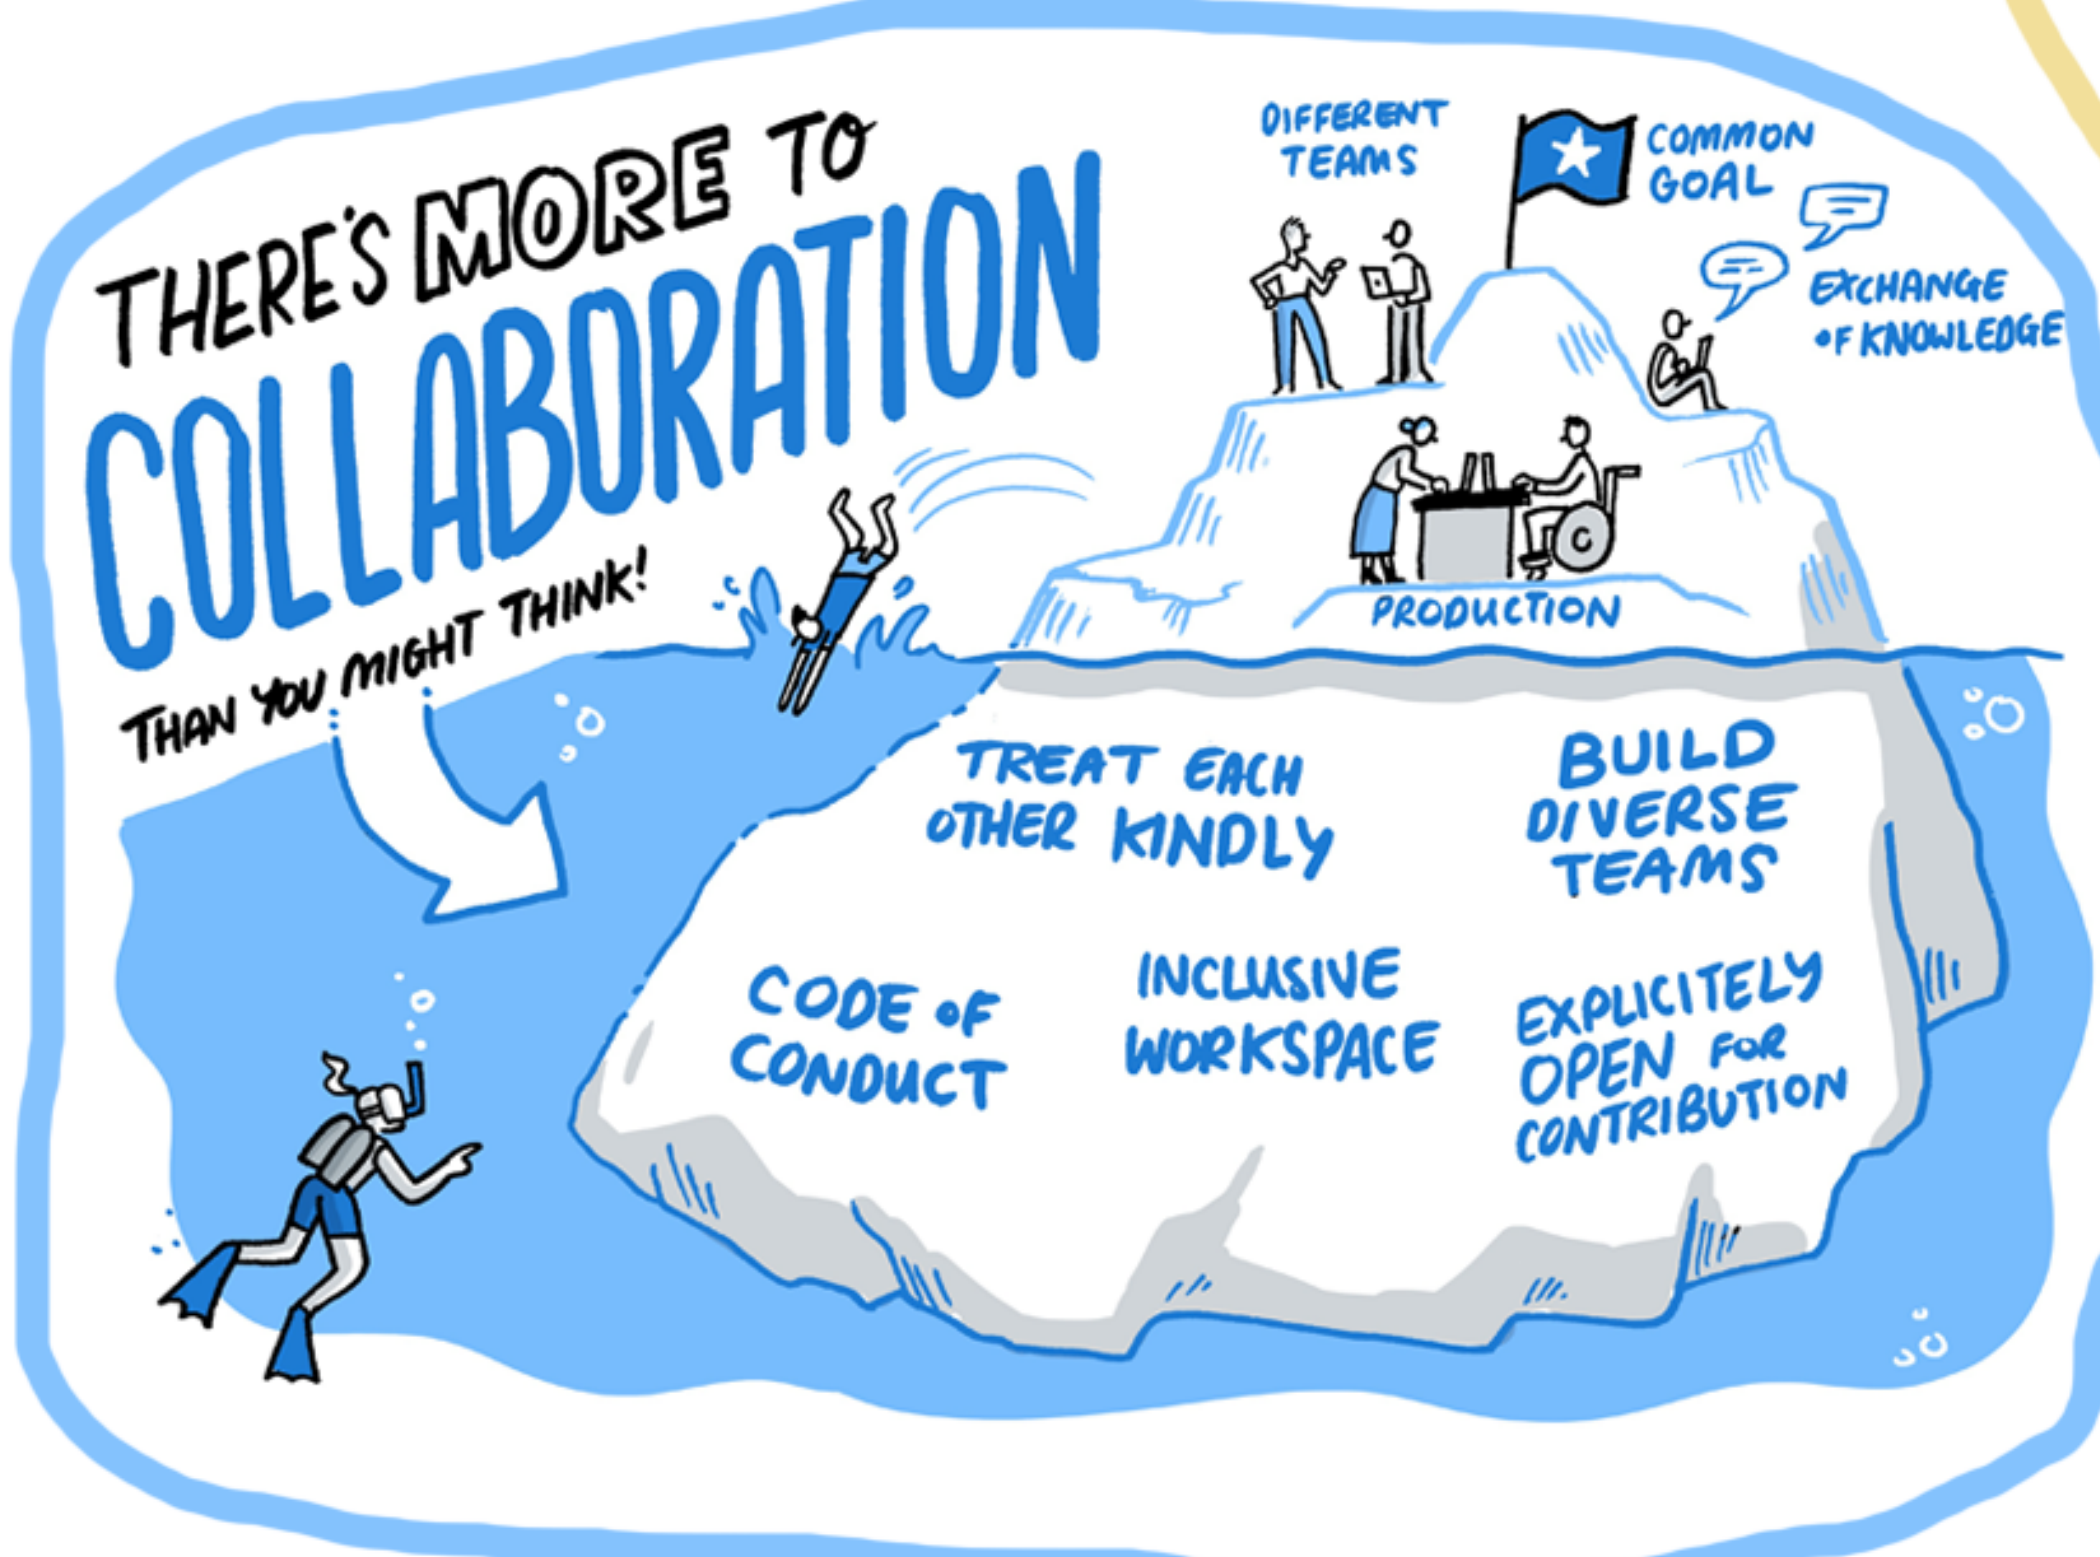 THERE'S MORE TO
COLLABORATION
THAN YOU MIGHT THINK!
DIFFERENT
TEAMS
COMMON
GOAL
EXCHANGE
OF KNOWLEDGE
PRODUCTION
TREAT EACH
OTHER KINDLY
BUILD
DIVERSE
TEAMS
CODE OF
CONDUCT
INCLUSIVE
WORKSPACE
EXPLICITELY
OPEN FOR
CONTRIBUTION